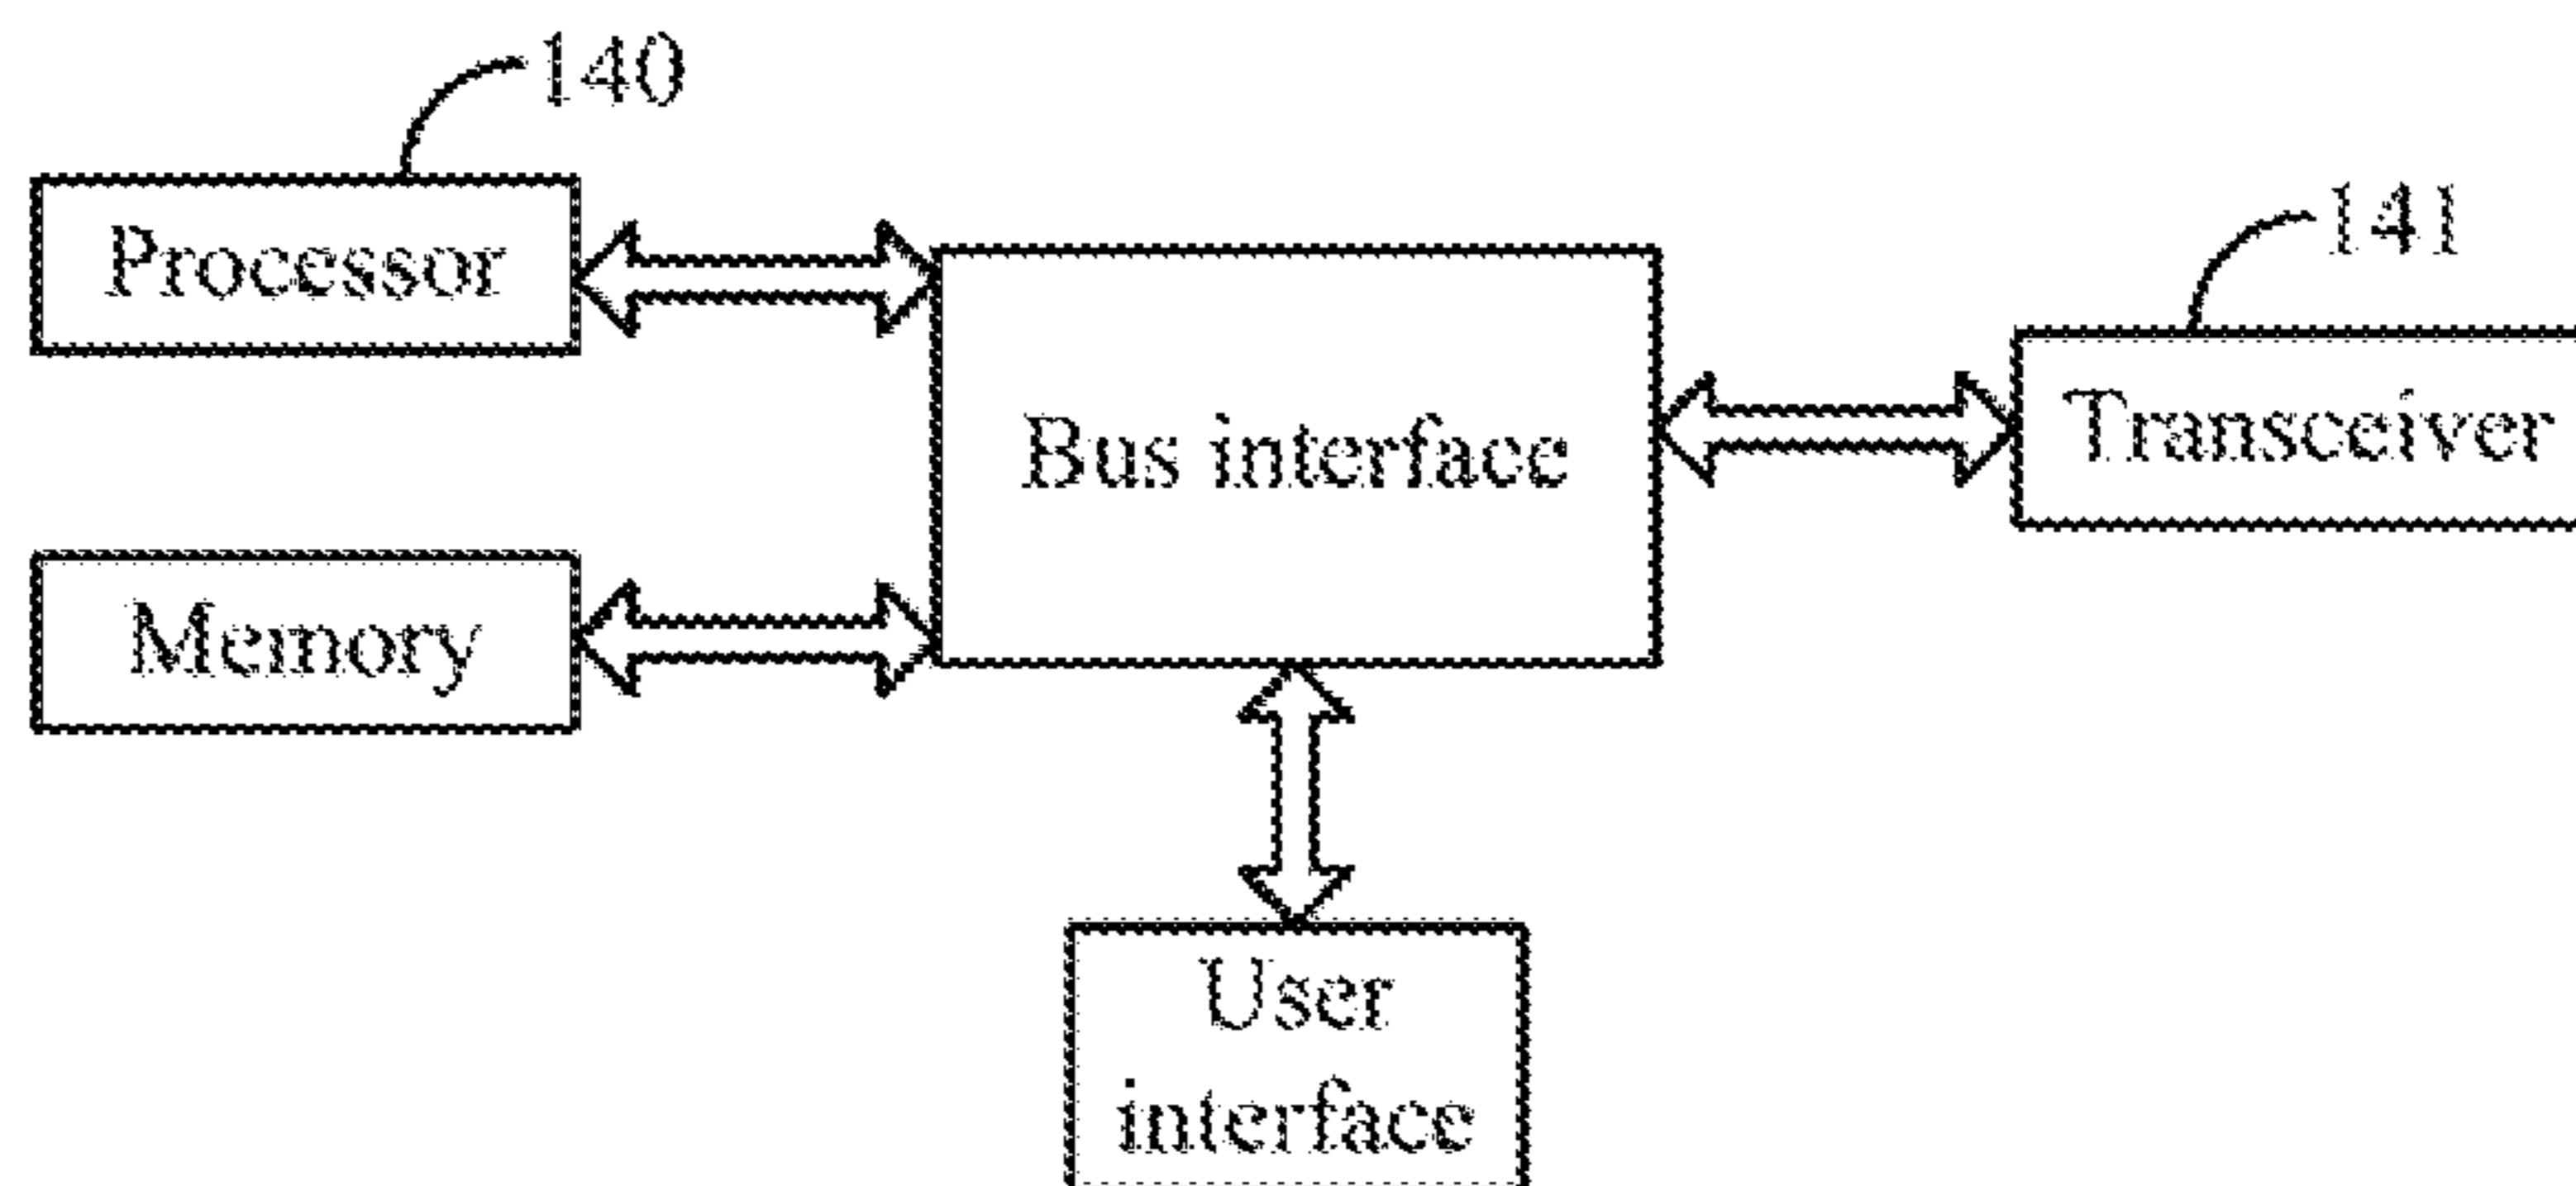 140
141
Processor
Bus interface
Transceiver
Memory
User
interface